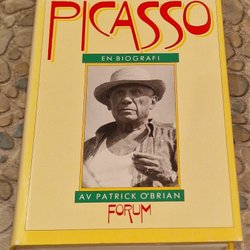 PICASSO
EN BIOGRAFI
AV PATRICK O'BRIAN
FORUM